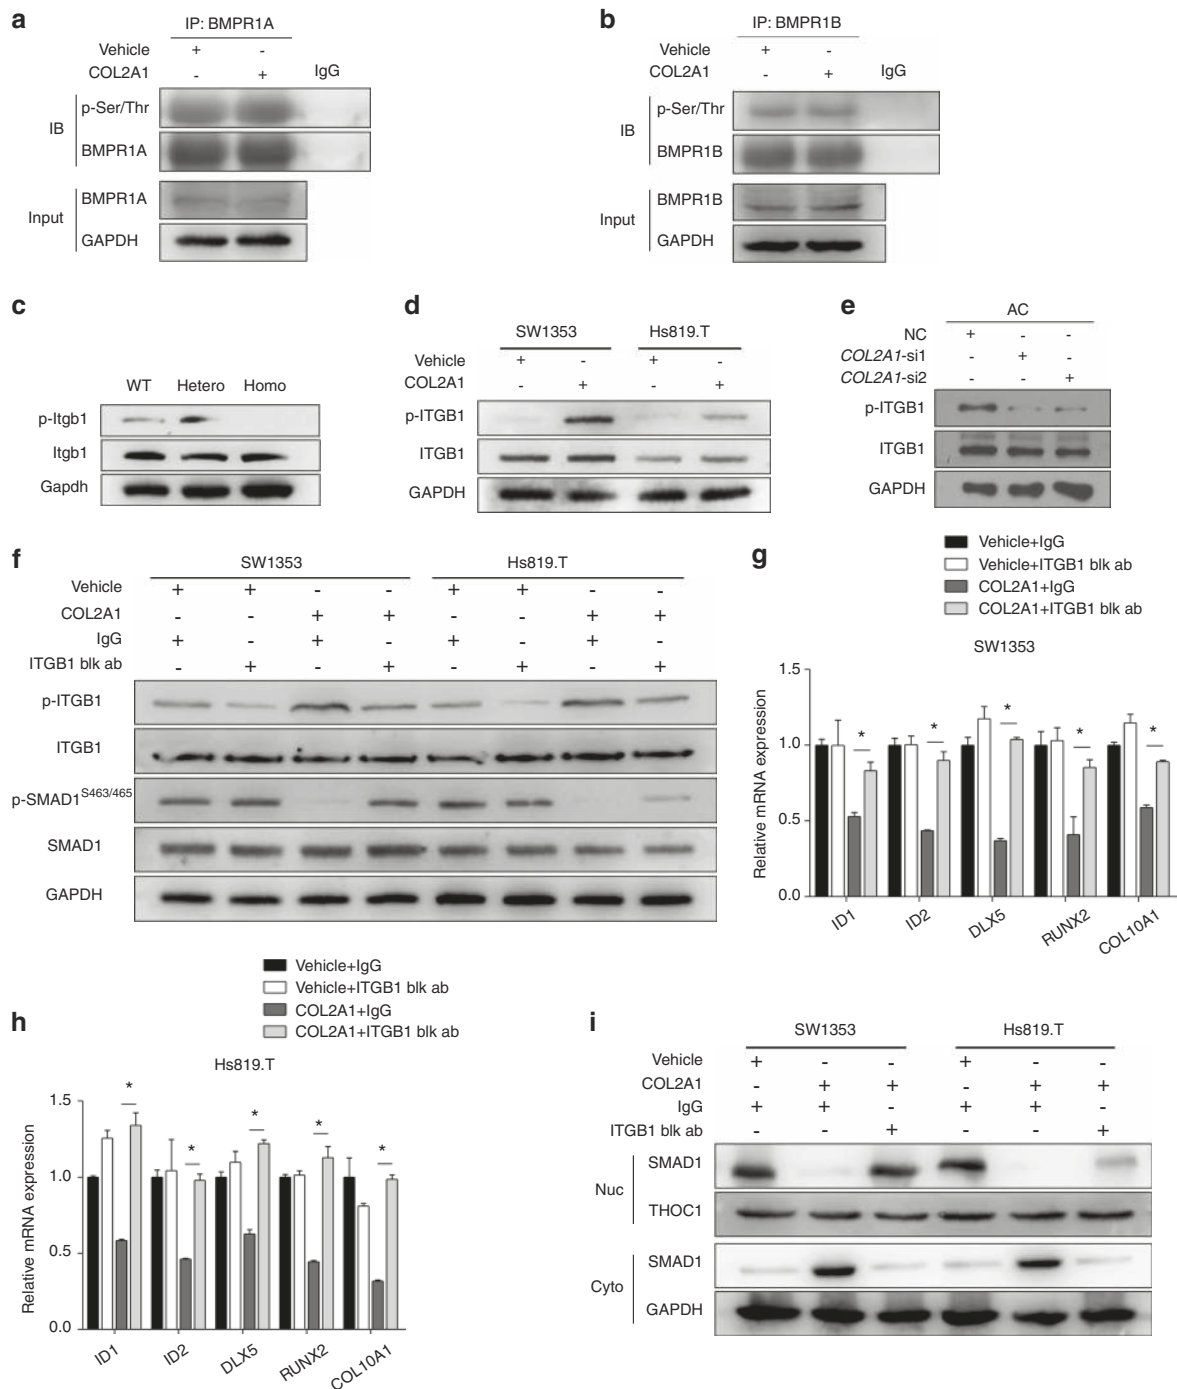 a
IP: BMPR1A
Vehicle + -
COL2A1 - + IgG
IB
p-Ser/Thr
BMPR1A
Input
BMPR1A
GAPDH
b
IP: BMPR1B
Vehicle + -
COL2A1 - + IgG
IB
p-Ser/Thr
BMPR1B
Input
BMPR1B
GAPDH
c
WT Hetero Homo
p-Itgb1
Itgb1
Gapdh
d
SW1353 Hs819.T
Vehicle + - + -
COL2A1 - + - +
p-ITGB1
ITGB1
GAPDH
e
AC
NC + - -
COL2A1-si1 - + -
COL2A1-si2 - - +
p-ITGB1
ITGB1
GAPDH
f
SW1353 Hs819.T
Vehicle + + - - + + - -
COL2A1 - - + + - - + +
IgG + - + - + - + -
ITGB1 blk ab - + - + - + - +
p-ITGB1
ITGB1
p-SMAD1S463/465
SMAD1
GAPDH
g
Vehicle+IgG
Vehicle+ITGB1 blk ab
COL2A1+IgG
COL2A1+ITGB1 blk ab
SW1353
Relative mRNA expression
1.5
1.0
0.5
0.0
* * * * *
ID1 ID2 DLX5 RUNX2 COL10A1
h
Vehicle+IgG
Vehicle+ITGB1 blk ab
COL2A1+IgG
COL2A1+ITGB1 blk ab
Hs819.T
Relative mRNA expression
1.5
1.0
0.5
0.0
* * * * *
ID1 ID2 DLX5 RUNX2 COL10A1
i
SW1353 Hs819.T
Vehicle + - - + - -
COL2A1 - + + - + +
IgG + + - + + -
ITGB1 blk ab - - + - - +
Nuc
SMAD1
THOC1
Cyto
SMAD1
GAPDH